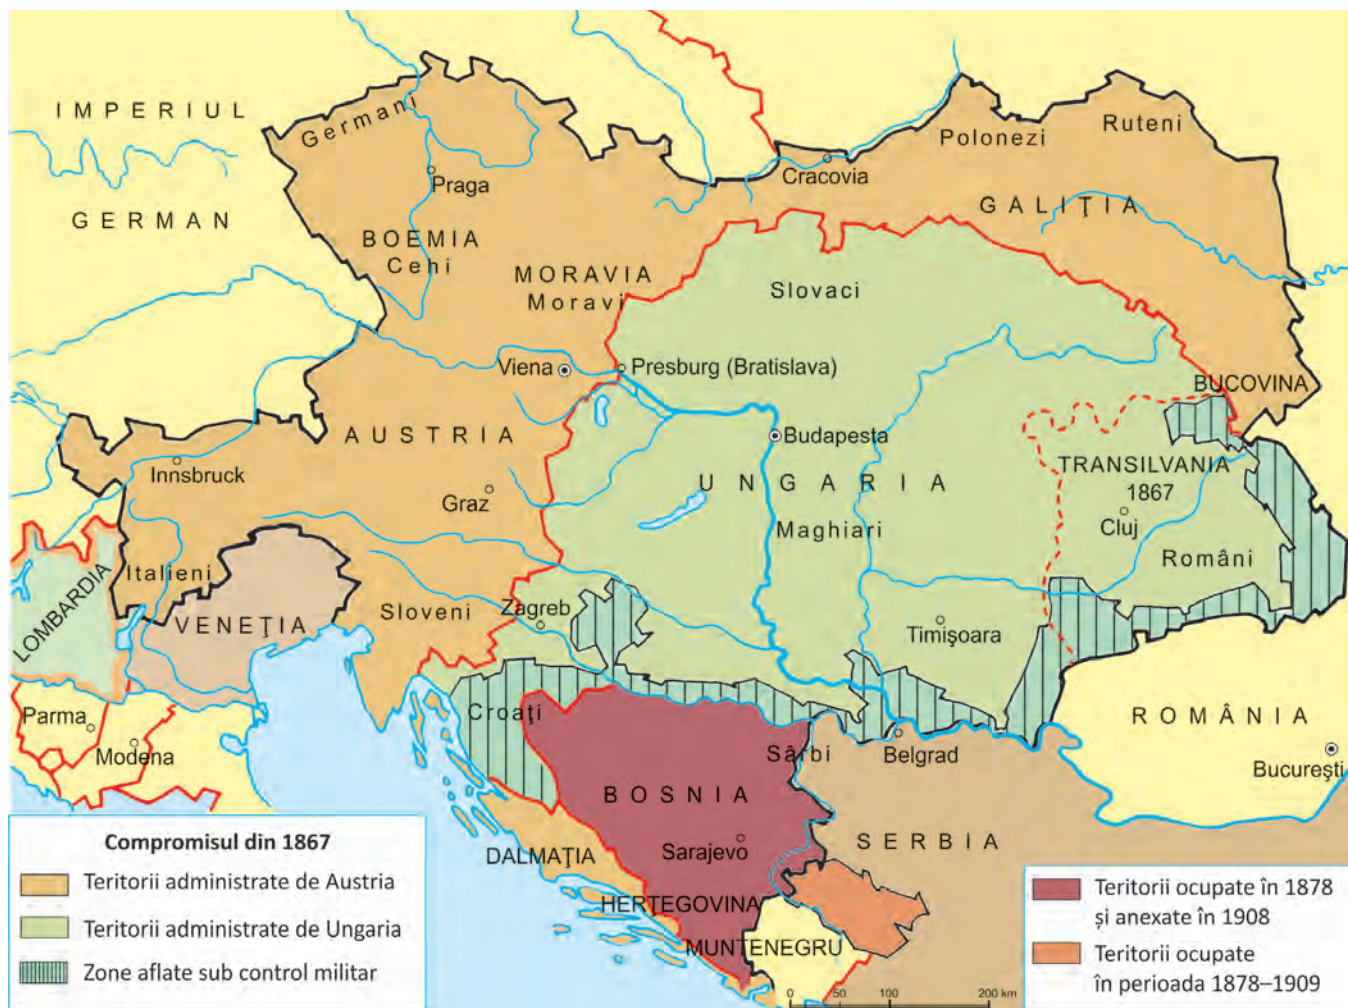 IMPERIUL
GERMAN
Germani
Praga
BOEMIA
Cehi
MORAVIA
Moravi
Polonezi
Ruteni
Cracovia
GALIŢIA
Slovaci
Viena
Presburg (Bratislava)
BUCOVINA
AUSTRIA
Budapesta
Innsbruck
Graz
UNGARIA
Maghiari
TRANSILVANIA
1867
Cluj
Români
Italieni
LOMBARDIA
VENEŢIA
Sloveni
Zagreb
Timişoara
Croaţi
Parma
Modena
Sârbi
Belgrad
ROMÂNIA
Bucureşti
BOSNIA
Sarajevo
SERBIA
DALMAŢIA
HERŢEGOVINA
MUNTENEGRU
Compromisul din 1867
Teritorii administrate de Austria
Teritorii administrate de Ungaria
Zone aflate sub control militar
Teritorii ocupate în 1878
și anexate în 1908
Teritorii ocupate
în perioada 1878–1909
0 50 100 200 km